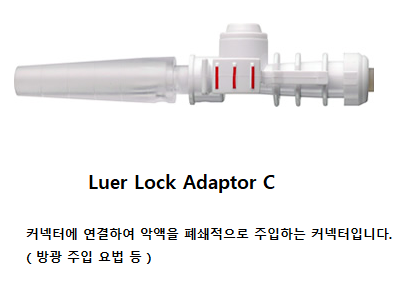 Luer Lock Adaptor C
커넥터에 연결하여 악액을 폐쇄적으로 주입하는 커넥터입니다.
( 방광 주입 요법 등 )